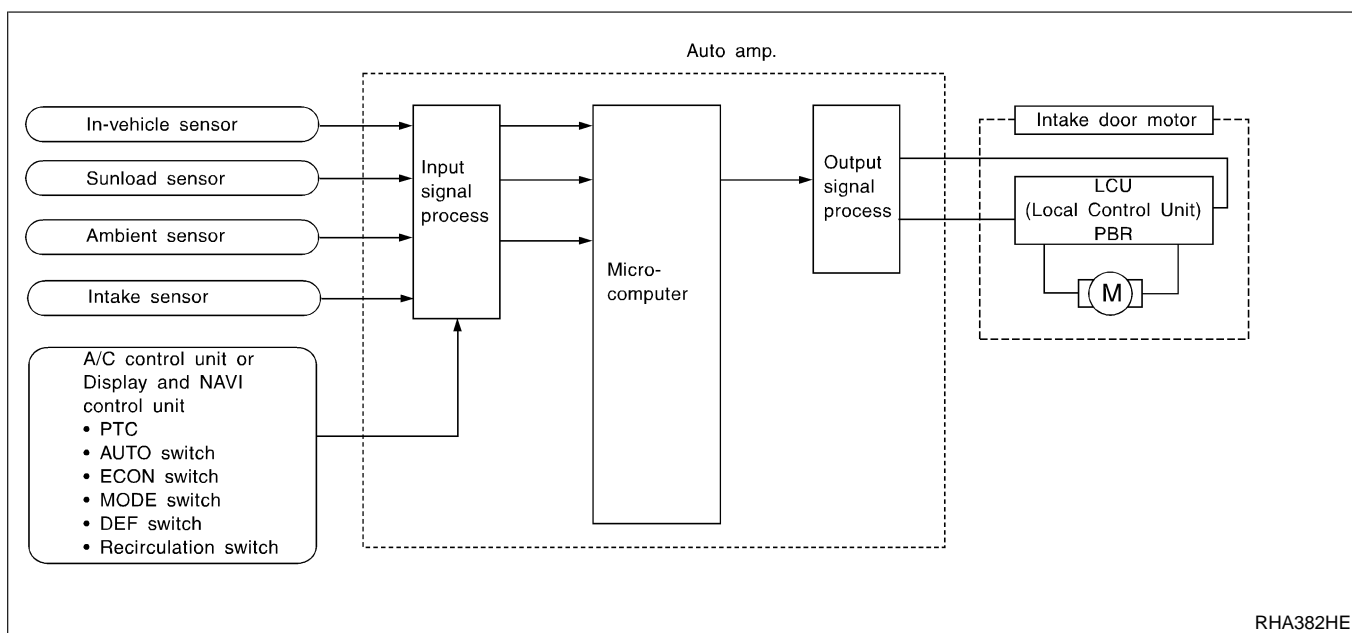 Auto amp.
In-vehicle sensor
Sunload sensor
Ambient sensor
Intake sensor
A/C control unit or
Display and NAVI
control unit
• PTC
• AUTO switch
• ECON switch
• MODE switch
• DEF switch
• Recirculation switch
Input
signal
process
Micro-
computer
Output
signal
process
Intake door motor
LCU
(Local Control Unit)
PBR
M
RHA382HE